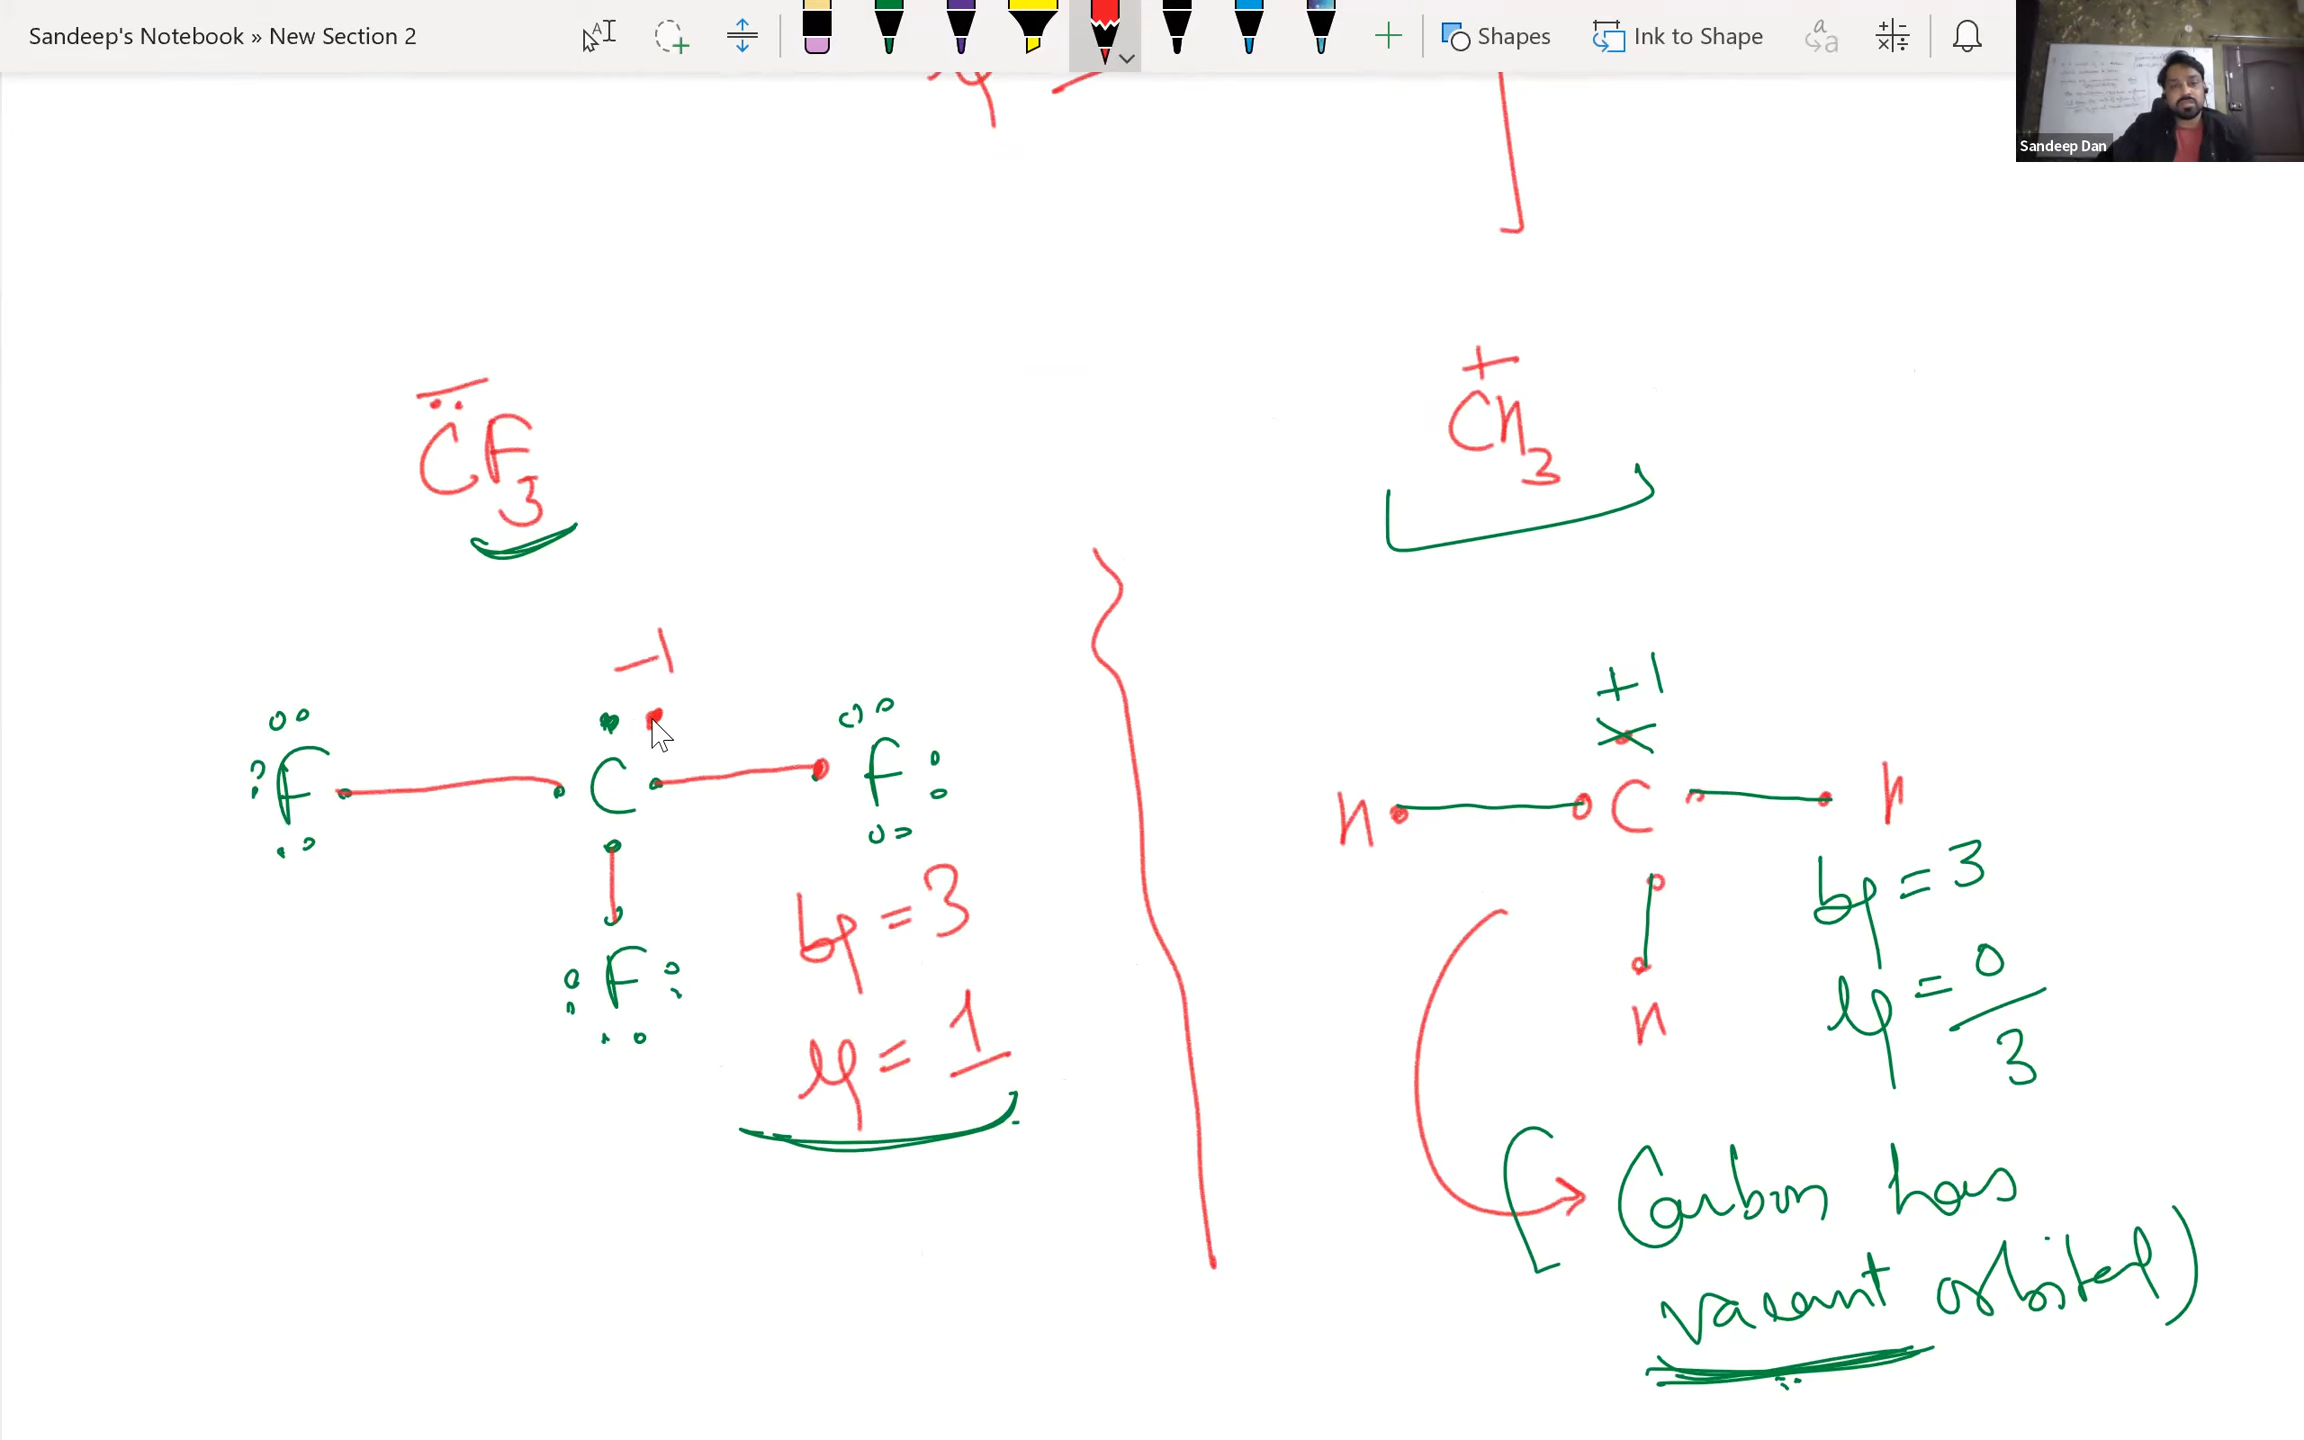 Sandeep's Notebook » New Section 2
Shapes
Ink to Shape
Sandeep Dan
lp
CF3
+
CH3
-1
F C F
F
bp = 3
lp = 1
+1
H C H
H
bp = 3
lp = 0
3
Carbon has
vacant orbital)